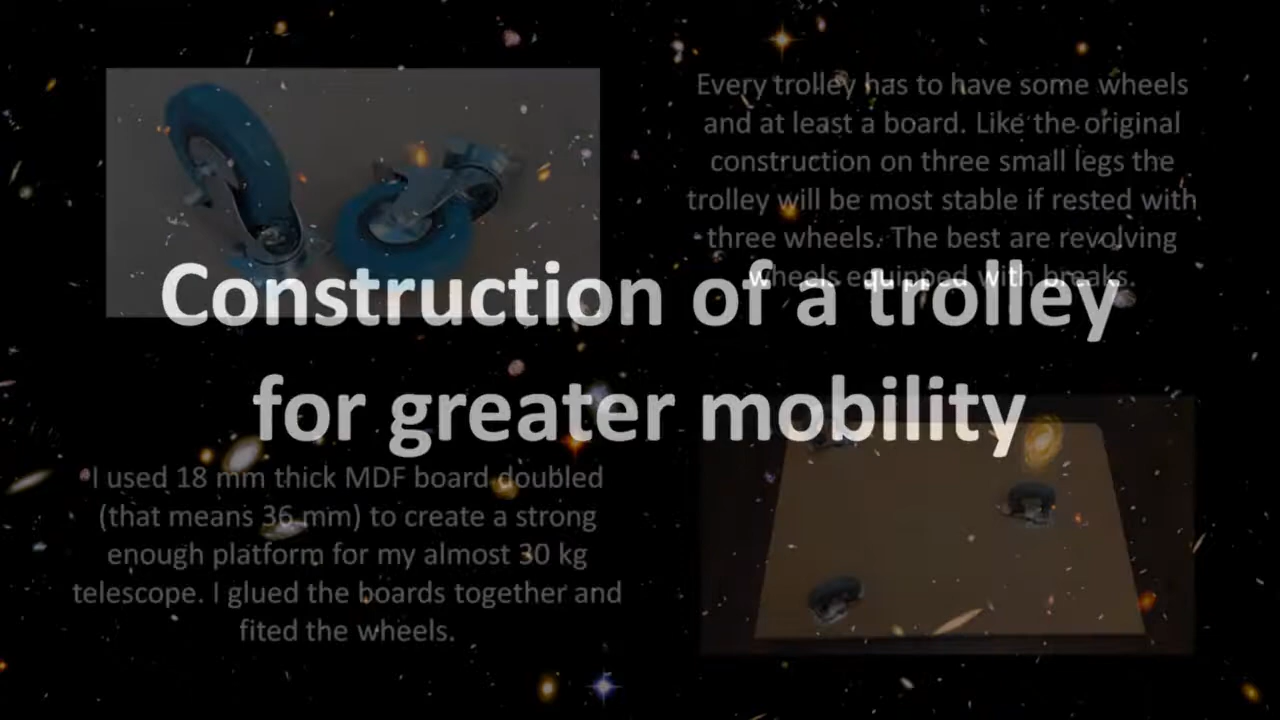 Every trolley has to have some wheels
and at least a board. Like the original
construction on three small legs the
trolley will be most stable if rested with
three wheels. The best are revolving
wheels equipped with breaks.
Construction of a trolley
for greater mobility
I used 18 mm thick MDF board doubled
(that means 36 mm) to create a strong
enough platform for my almost 30 kg
telescope. I glued the boards together and
fited the wheels.